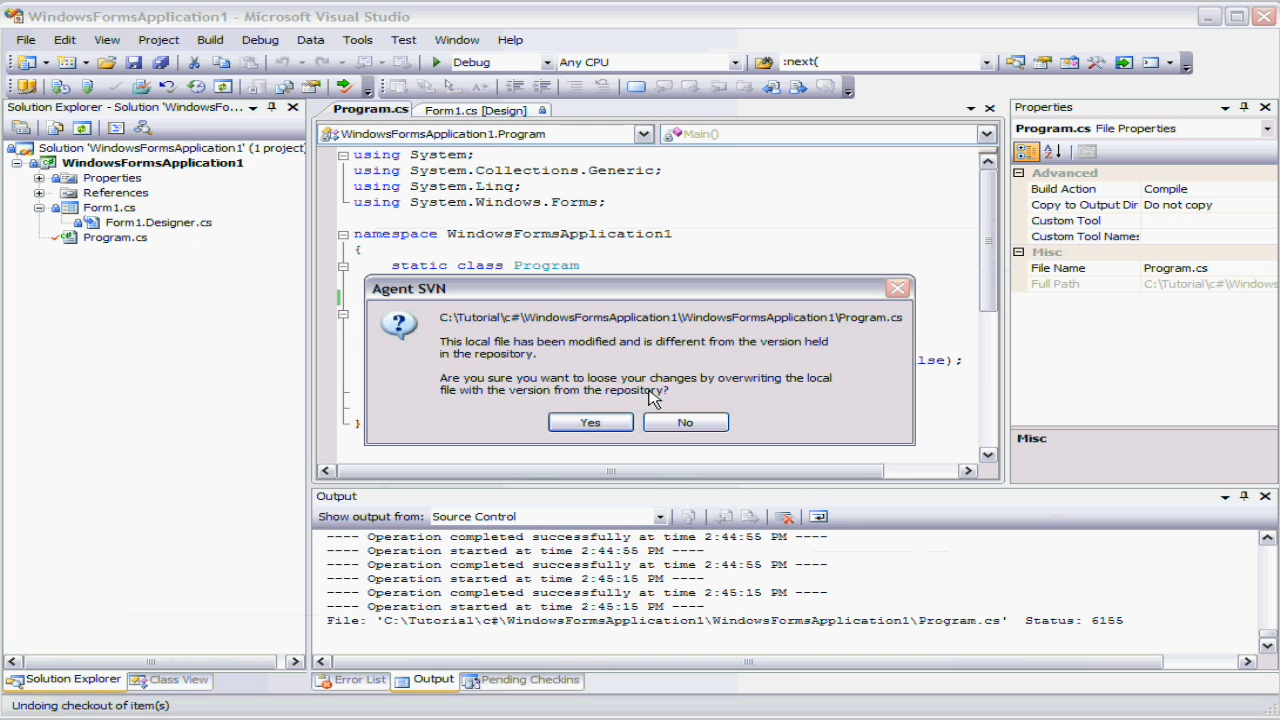 WindowsFormsApplication1 - Microsoft Visual Studio
File Edit View Project Build Debug Data Tools Test Window Help
Debug Any CPU :next(
Solution Explorer - Solution 'WindowsFo...
Solution 'WindowsFormsApplication1' (1 project
WindowsFormsApplication1
Properties
References
Form1.cs
Form1.Designer.cs
Program.cs
Program.cs Form1.cs [Design]
WindowsFormsApplication1.Program Main()
using System;
using System.Collections.Generic;
using System.Linq;
using System.Windows.Forms;
namespace WindowsFormsApplication1
{
static class Program
lse);
}
Agent SVN
C:\Tutorial\c#\WindowsFormsApplication1\WindowsFormsApplication1\Program.cs
This local file has been modified and is different from the version held
in the repository.
Are you sure you want to loose your changes by overwriting the local
file with the version from the repository?
Yes No
Properties
Program.cs File Properties
Advanced
Build Action Compile
Copy to Output Dir Do not copy
Custom Tool
Custom Tool Names
Misc
File Name Program.cs
Full Path C:\Tutorial\c#\Windows
Misc
Output
Show output from: Source Control
---- Operation completed successfully at time 2:44:55 PM ----
---- Operation started at time 2:44:55 PM ----
---- Operation completed successfully at time 2:44:55 PM ----
---- Operation started at time 2:45:15 PM ----
---- Operation completed successfully at time 2:45:15 PM ----
---- Operation started at time 2:45:15 PM ----
File: 'C:\Tutorial\c#\WindowsFormsApplication1\WindowsFormsApplication1\Program.cs' Status: 6155
Solution Explorer Class View
Error List Output Pending Checkins
Undoing checkout of item(s)